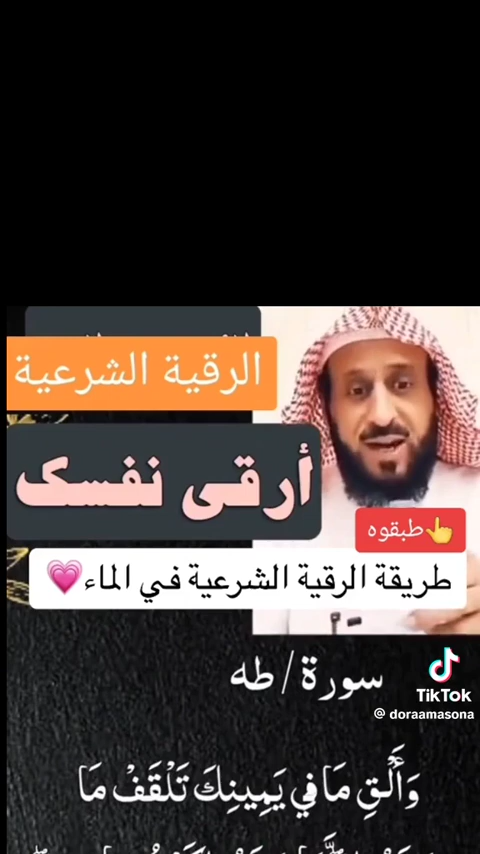 الرقية الشرعية
أرقى نفسك
👆طبقوه
طريقة الرقية الشرعية في الماء💗
سورة/طه
TikTok
@ doraamasona
وَأَلْقِ مَا فِي يَمِينِكَ تَلْقَفْ مَا